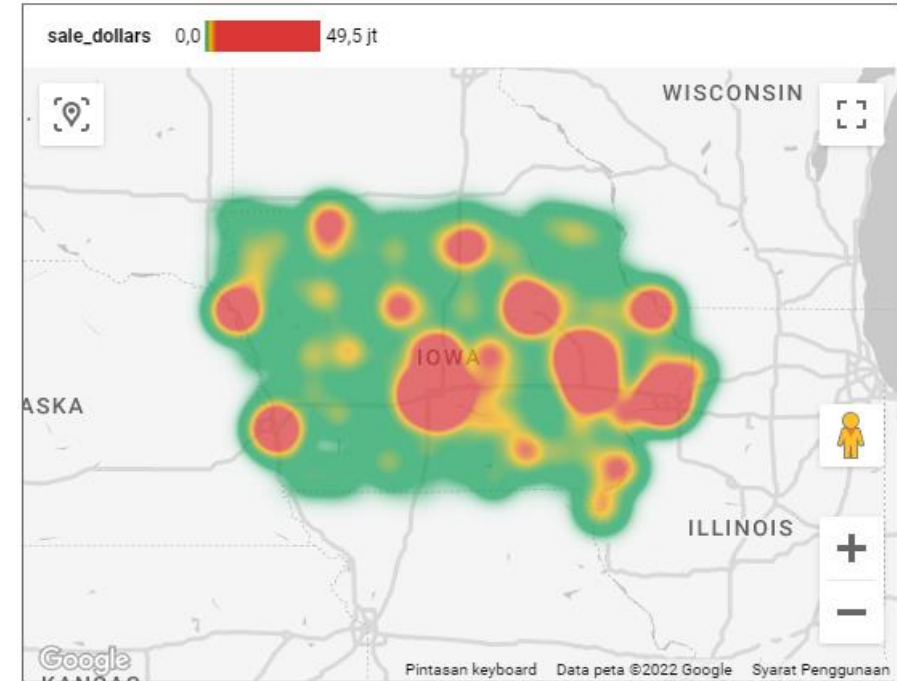 sale_dollars 0,0 49,5 jt
WISCONSIN
IOWA
ASKA
ILLINOIS
Google
KANSAS
Pintasan keyboard Data peta ©2022 Google Syarat Penggunaan